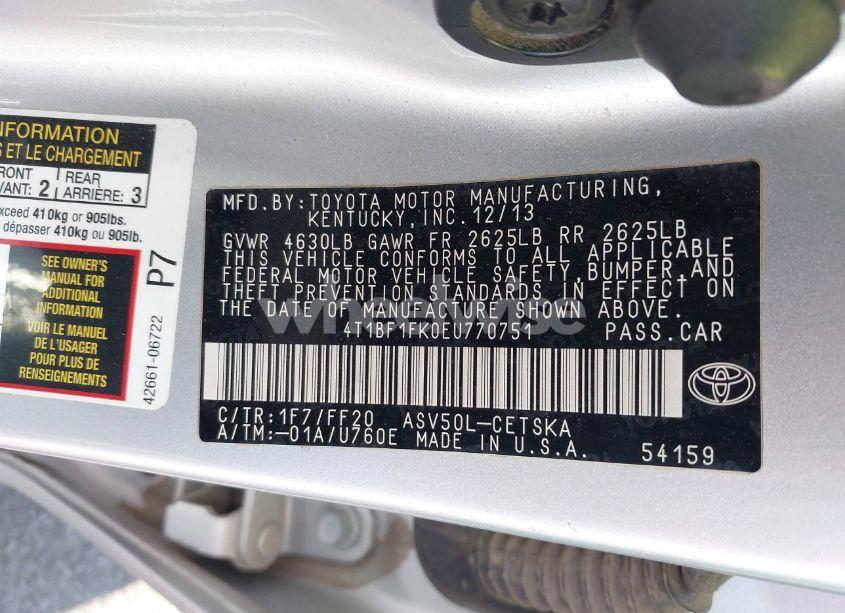 NFORMATION
S ET LE CHARGEMENT
FRONT
VANT: 2
REAR
ARRIÈRE: 3
exceed 410kg or 905lbs.
dépasser 410kg ou 905lb.
SEE OWNER'S
MANUAL FOR
ADDITIONAL
INFORMATION
VOIR LE MANUEL
DE L'USAGER
POUR PLUS DE
RENSEIGNEMENTS
P7
42661-06722
MFD.BY:TOYOTA MOTOR MANUFACTURING,
KENTUCKY,INC.12/13
GVWR 4630LB GAWR FR 2625LB RR 2625LB
THIS VEHICLE CONFORMS TO ALL APPLICABLE
FEDERAL MOTOR VEHICLE SAFETY,BUMPER,AND
THEFT PREVENTION STANDARDS IN EFFECT ON
THE DATE OF MANUFACTURE SHOWN ABOVE.
4T1BF1FK0EU770751 PASS.CAR
C/TR:1F7/FF20 ASV50L-CETSKA
A/TM:-01A/U760E MADE IN U.S.A.
54159